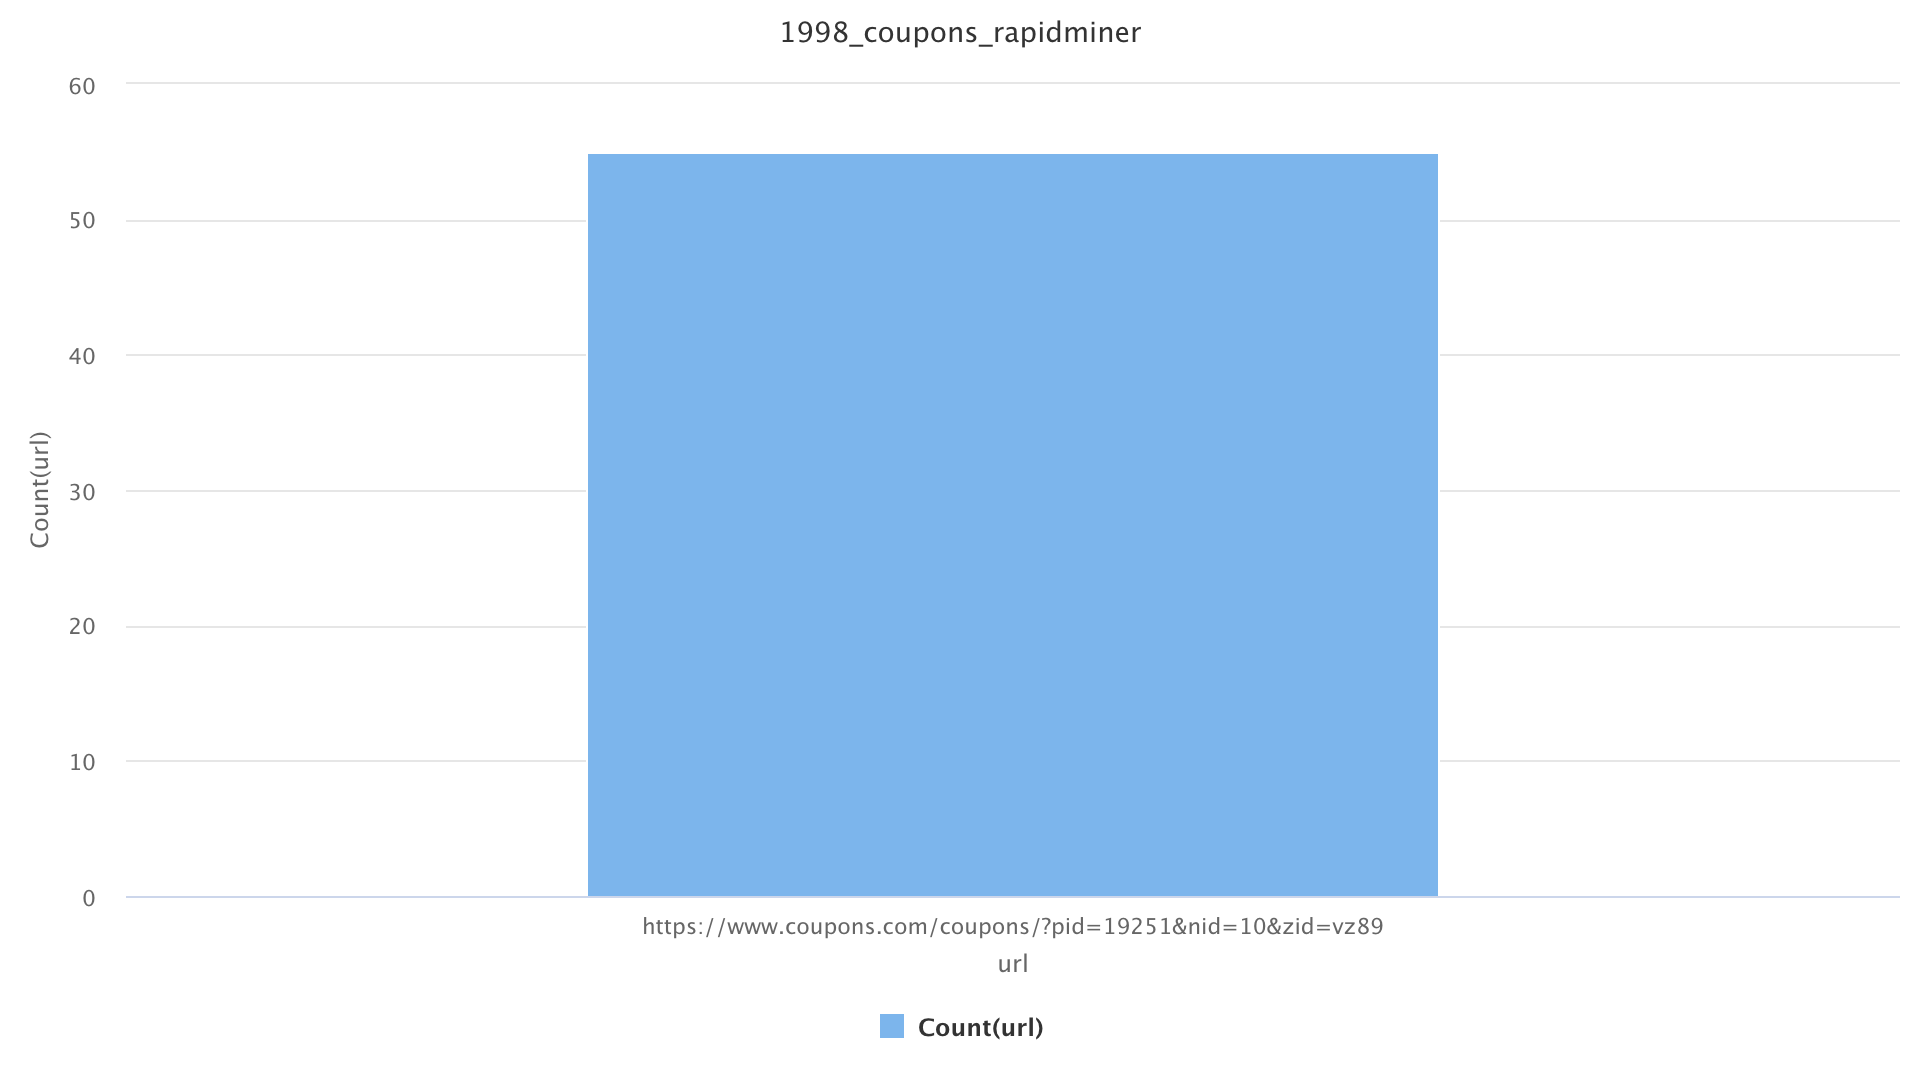 1998_coupons_rapidminer
60
50
40
30
20
10
0
Count(url)
https://www.coupons.com/coupons/?pid=19251&nid=10&zid=vz89
url
Count(url)